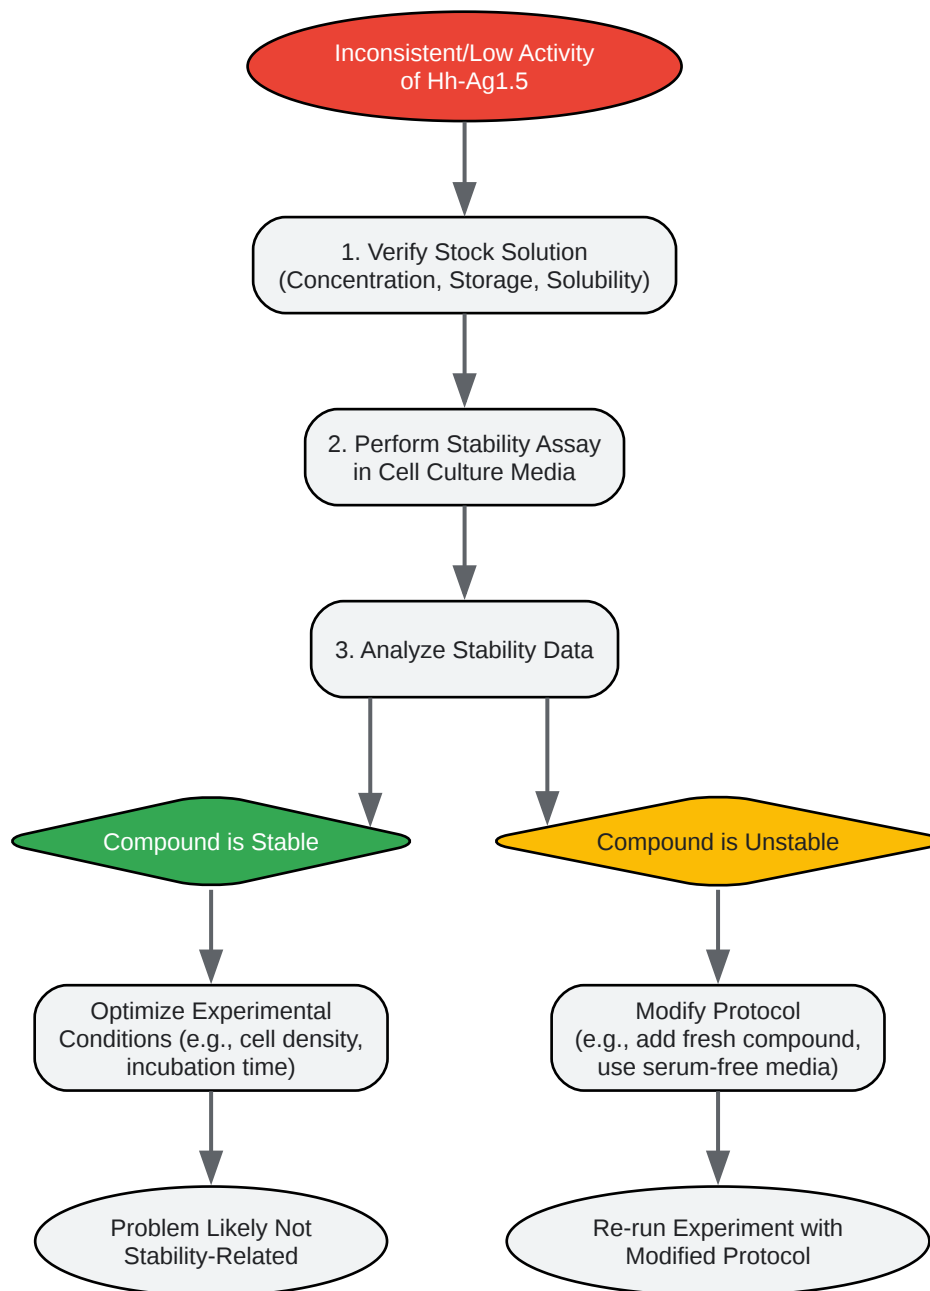 Inconsistent/Low Activity
of Hh-Ag1.5
1. Verify Stock Solution
(Concentration, Storage, Solubility)
2. Perform Stability Assay
in Cell Culture Media
3. Analyze Stability Data
Compound is Stable
Compound is Unstable
Optimize Experimental
Conditions (e.g., cell density,
incubation time)
Modify Protocol
(e.g., add fresh compound,
use serum-free media)
Problem Likely Not
Stability-Related
Re-run Experiment with
Modified Protocol